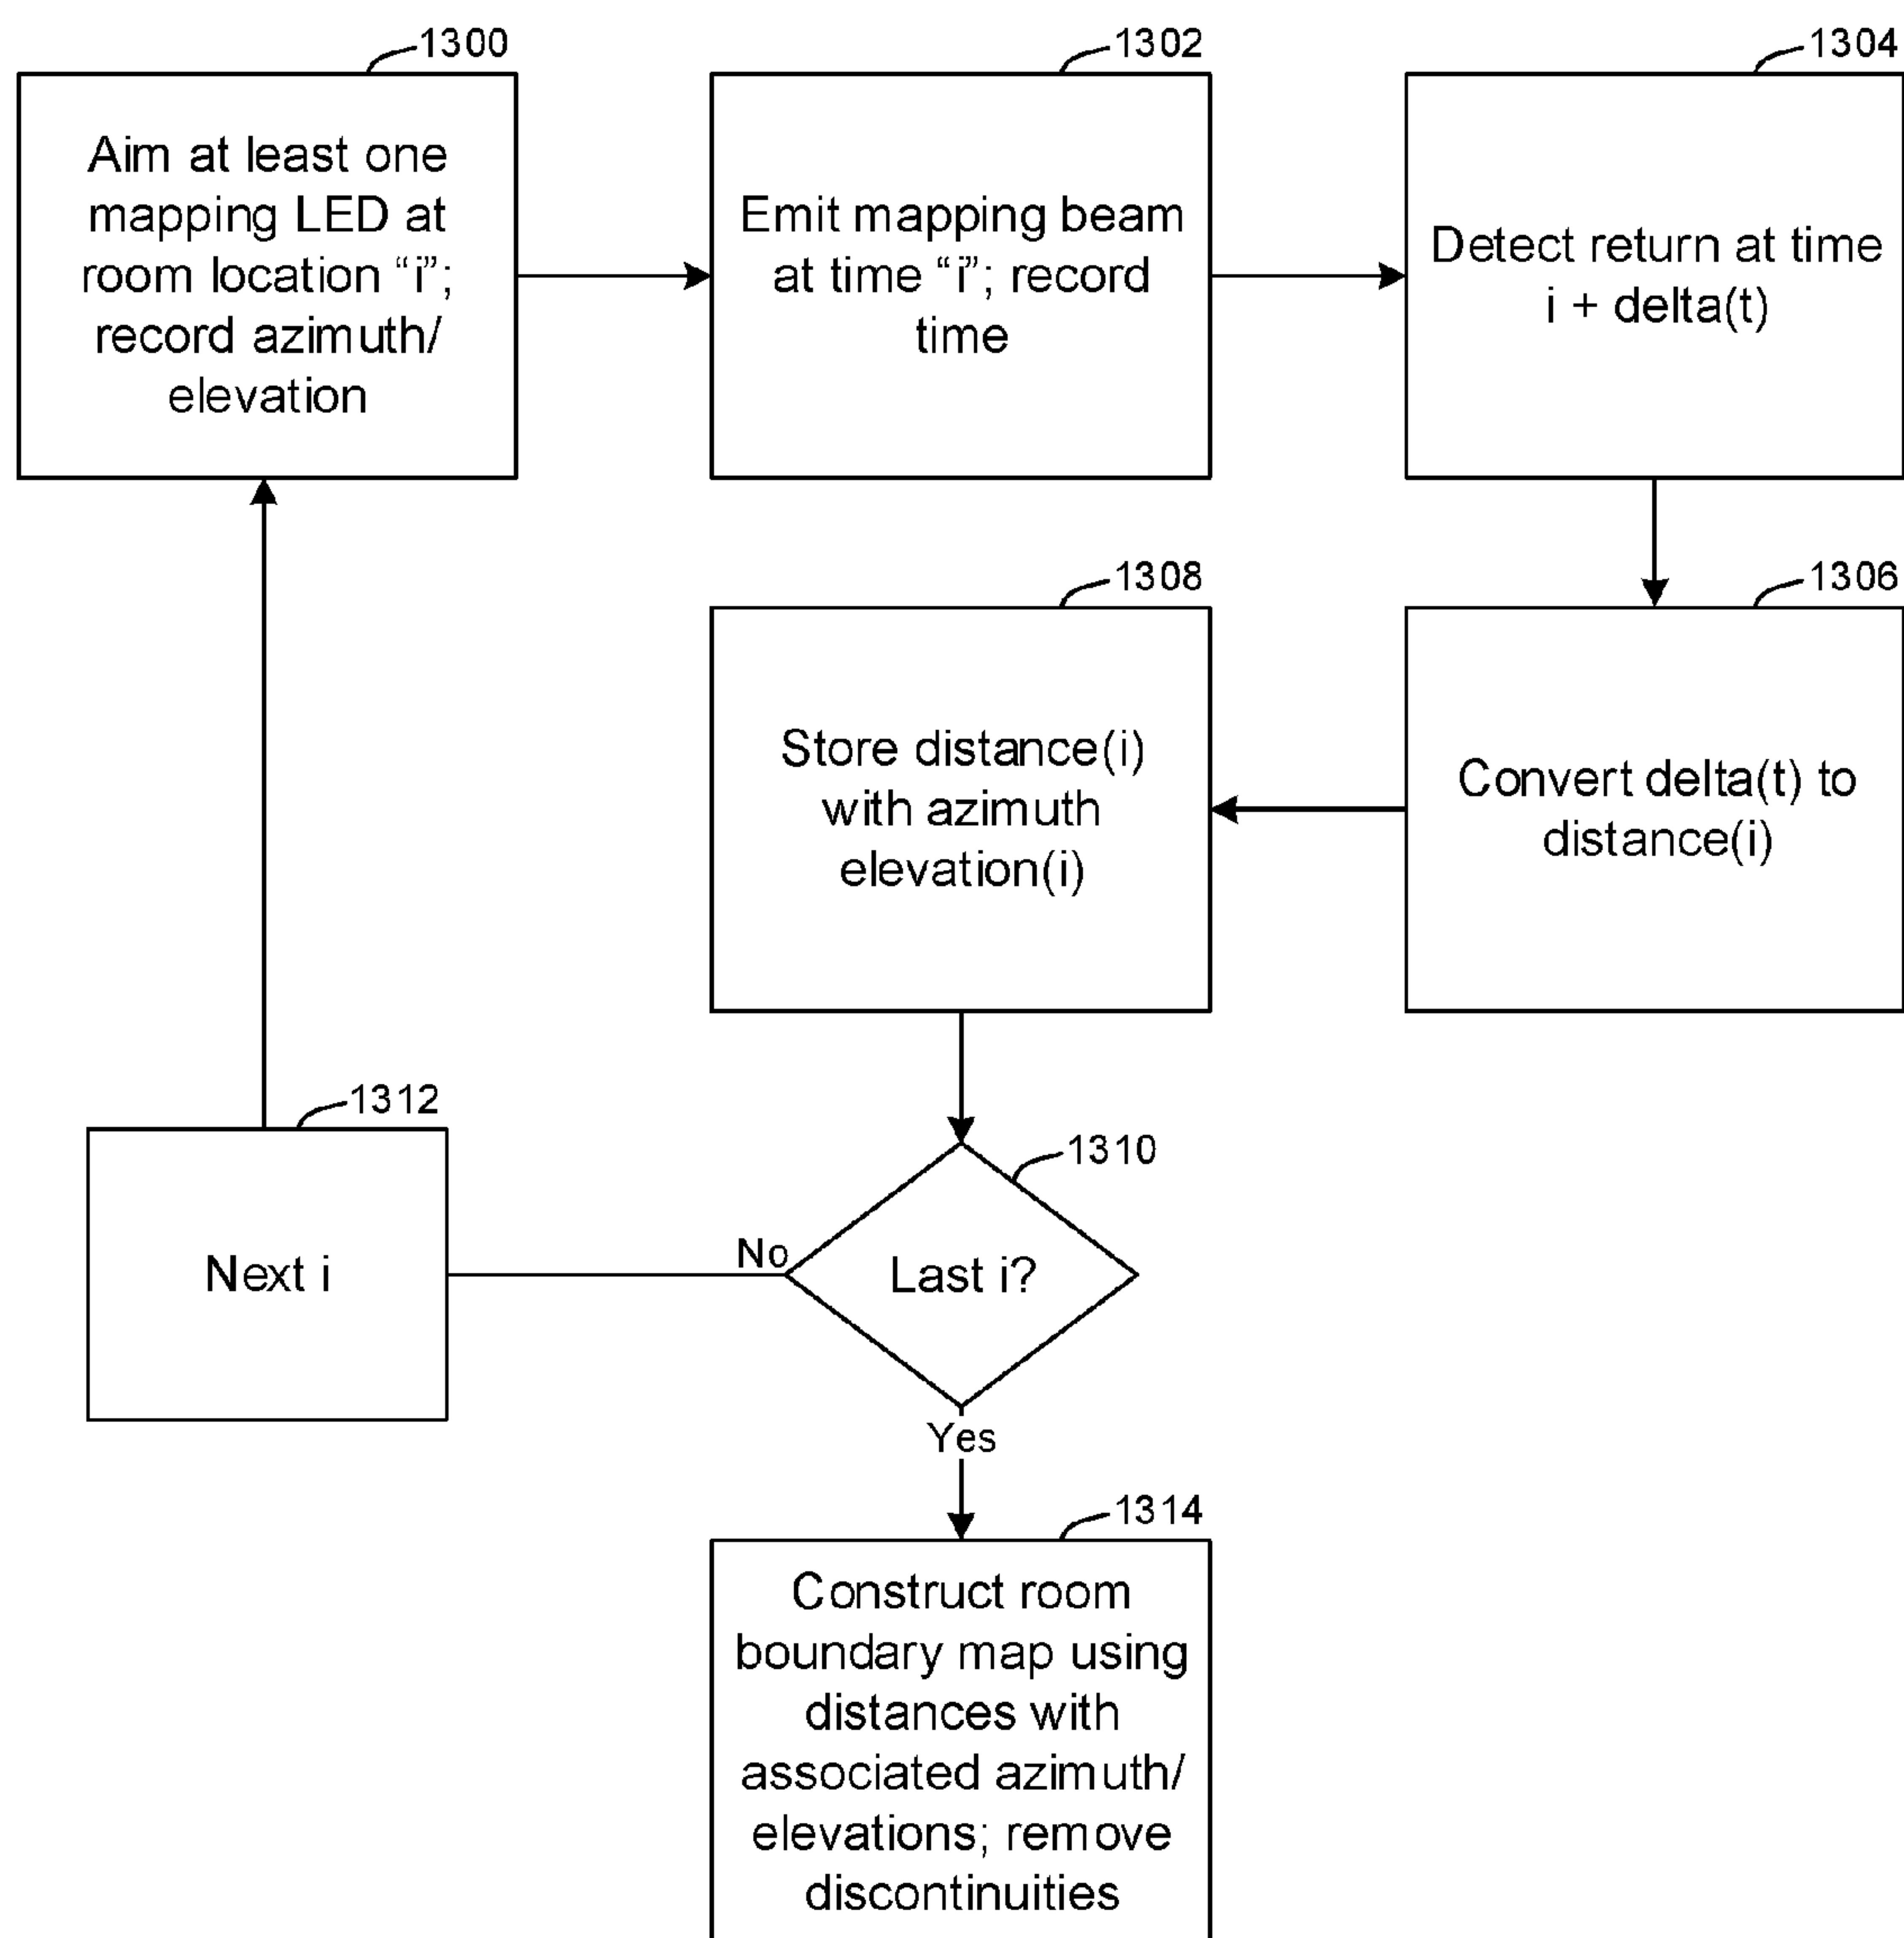 1300
Aim at least one
mapping LED at
room location “i”;
record azimuth/
elevation
1302
Emit mapping beam
at time “i”; record
time
1304
Detect return at time
i + delta(t)
1306
Convert delta(t) to
distance(i)
1308
Store distance(i)
with azimuth
elevation(i)
1310
Last i?
No
1312
Next i
Yes
1314
Construct room
boundary map using
distances with
associated azimuth/
elevations; remove
discontinuities